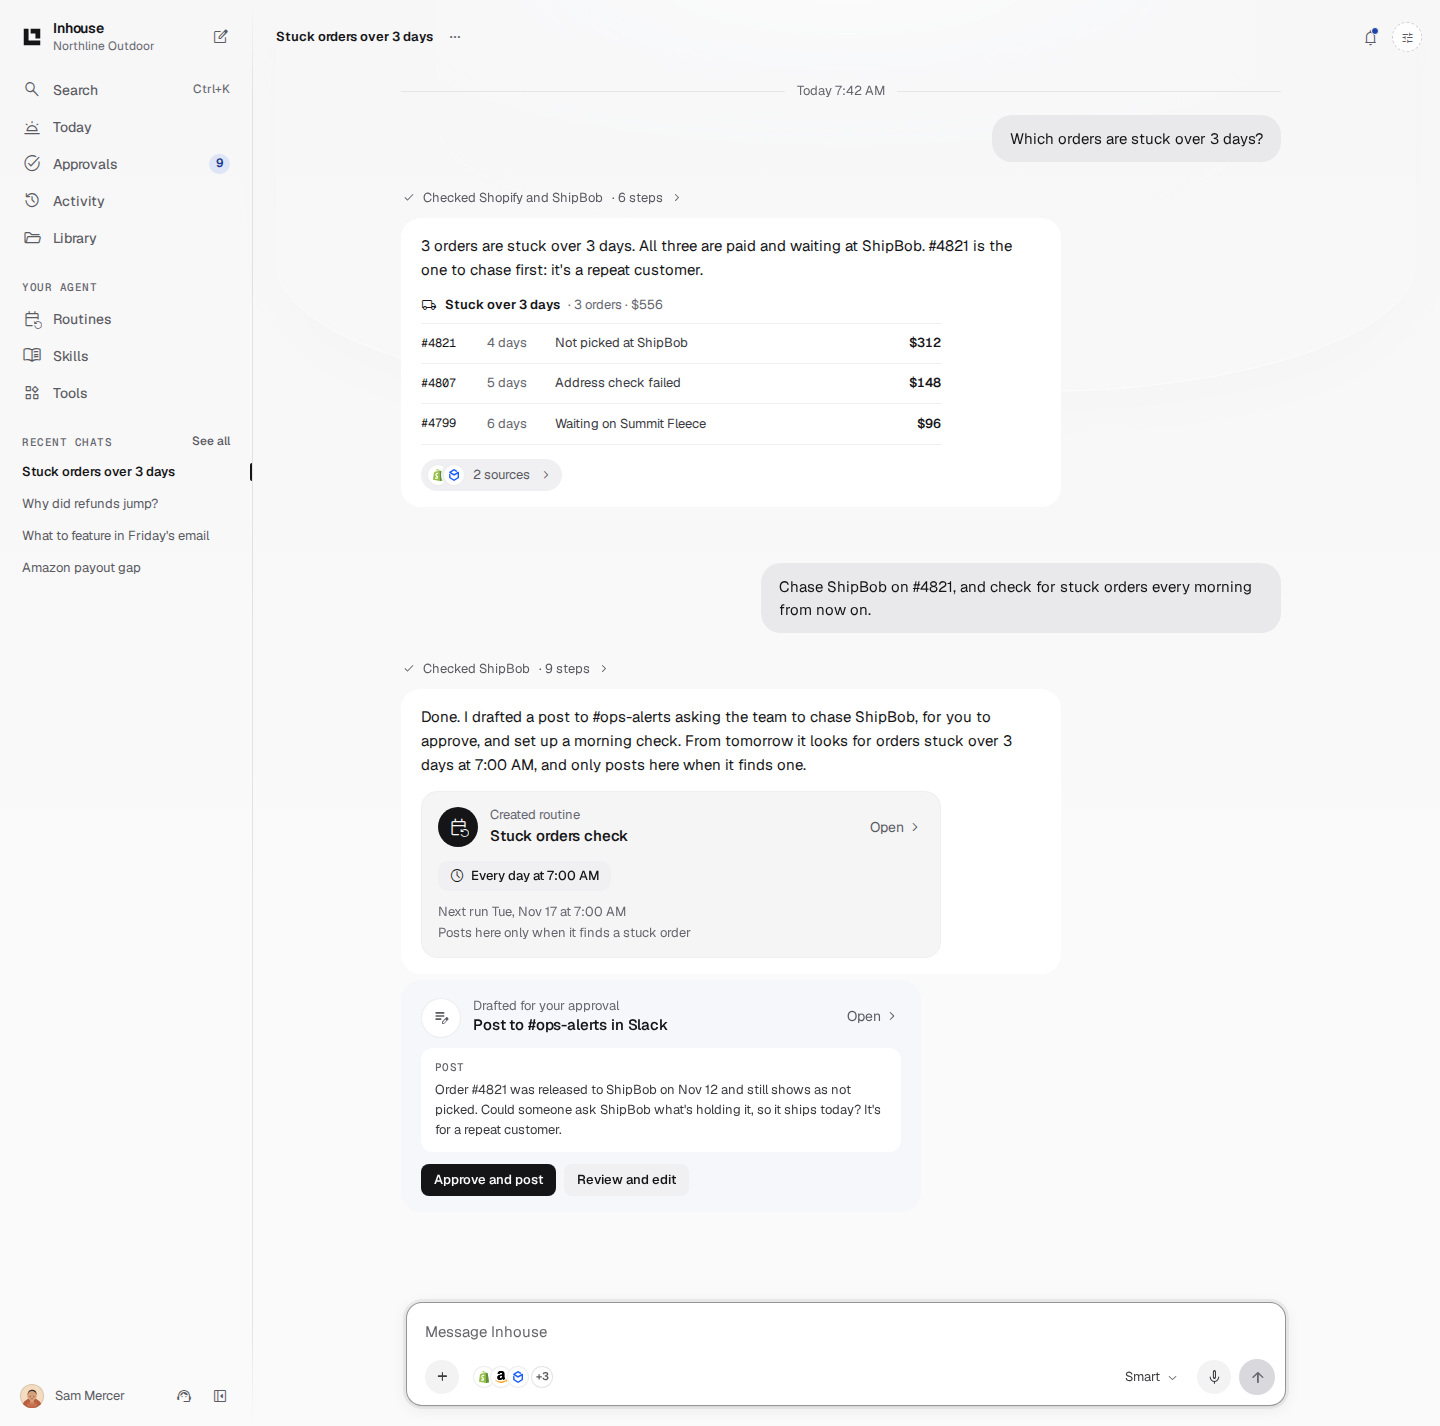 Inhouse
Northline Outdoor
Search Ctrl+K
Today
Approvals 9
Activity
Library
YOUR AGENT
Routines
Skills
Tools
RECENT CHATS See all
Stuck orders over 3 days
Why did refunds jump?
What to feature in Friday's email
Amazon payout gap
Sam Mercer
Stuck orders over 3 days ···
Today 7:42 AM
Which orders are stuck over 3 days?
Checked Shopify and ShipBob · 6 steps
3 orders are stuck over 3 days. All three are paid and waiting at ShipBob. #4821 is the
one to chase first: it's a repeat customer.
Stuck over 3 days · 3 orders · $556
#4821 4 days Not picked at ShipBob $312
#4807 5 days Address check failed $148
#4799 6 days Waiting on Summit Fleece $96
2 sources
Chase ShipBob on #4821, and check for stuck orders every morning
from now on.
Checked ShipBob · 9 steps
Done. I drafted a post to #ops-alerts asking the team to chase ShipBob, for you to
approve, and set up a morning check. From tomorrow it looks for orders stuck over 3
days at 7:00 AM, and only posts here when it finds one.
Created routine
Stuck orders check
Open
Every day at 7:00 AM
Next run Tue, Nov 17 at 7:00 AM
Posts here only when it finds a stuck order
Drafted for your approval
Post to #ops-alerts in Slack
Open
POST
Order #4821 was released to ShipBob on Nov 12 and still shows as not
picked. Could someone ask ShipBob what's holding it, so it ships today? It's
for a repeat customer.
Approve and post Review and edit
Message Inhouse
+ a +3 Smart